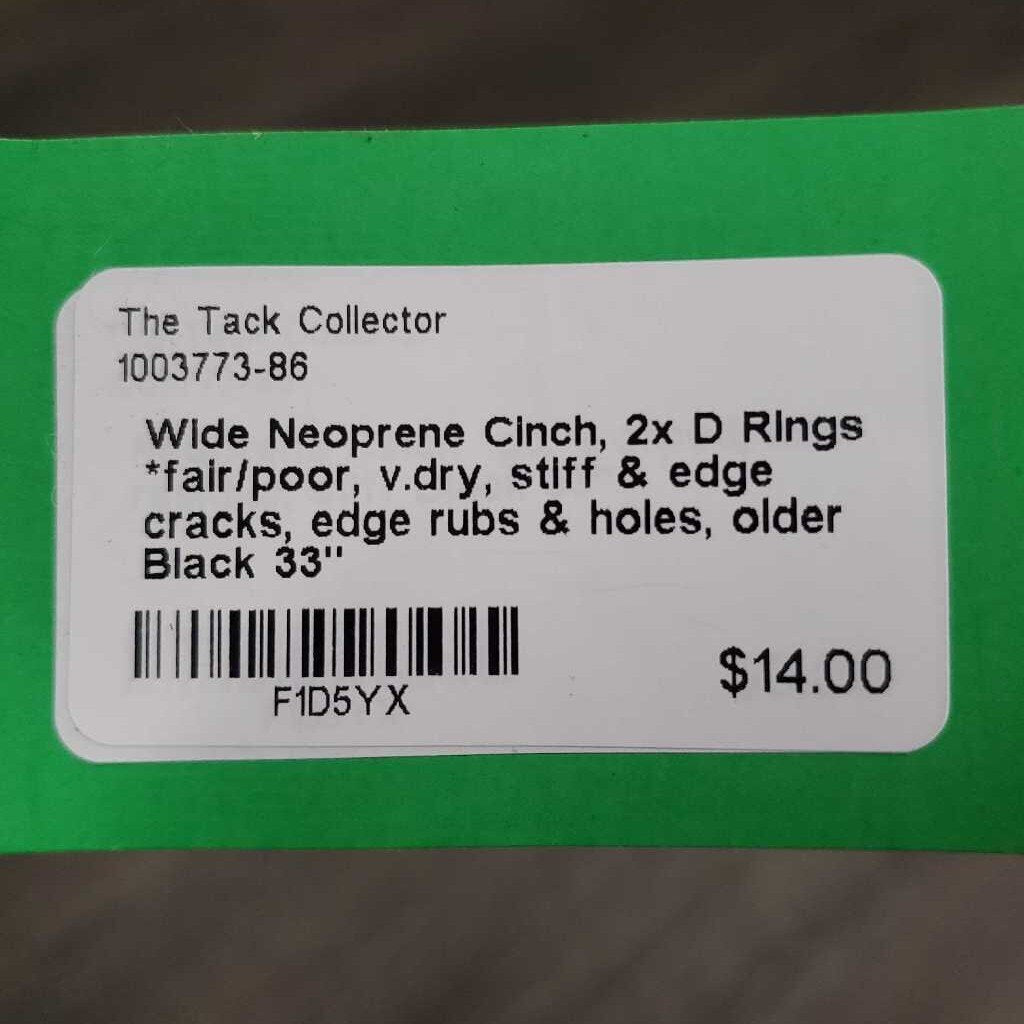 The Tack Collector
1003773-86
Wide Neoprene Cinch, 2x D Rings
*fair/poor, v.dry, stiff & edge
cracks, edge rubs & holes, older
Black 33"
F1D5YX
$14.00